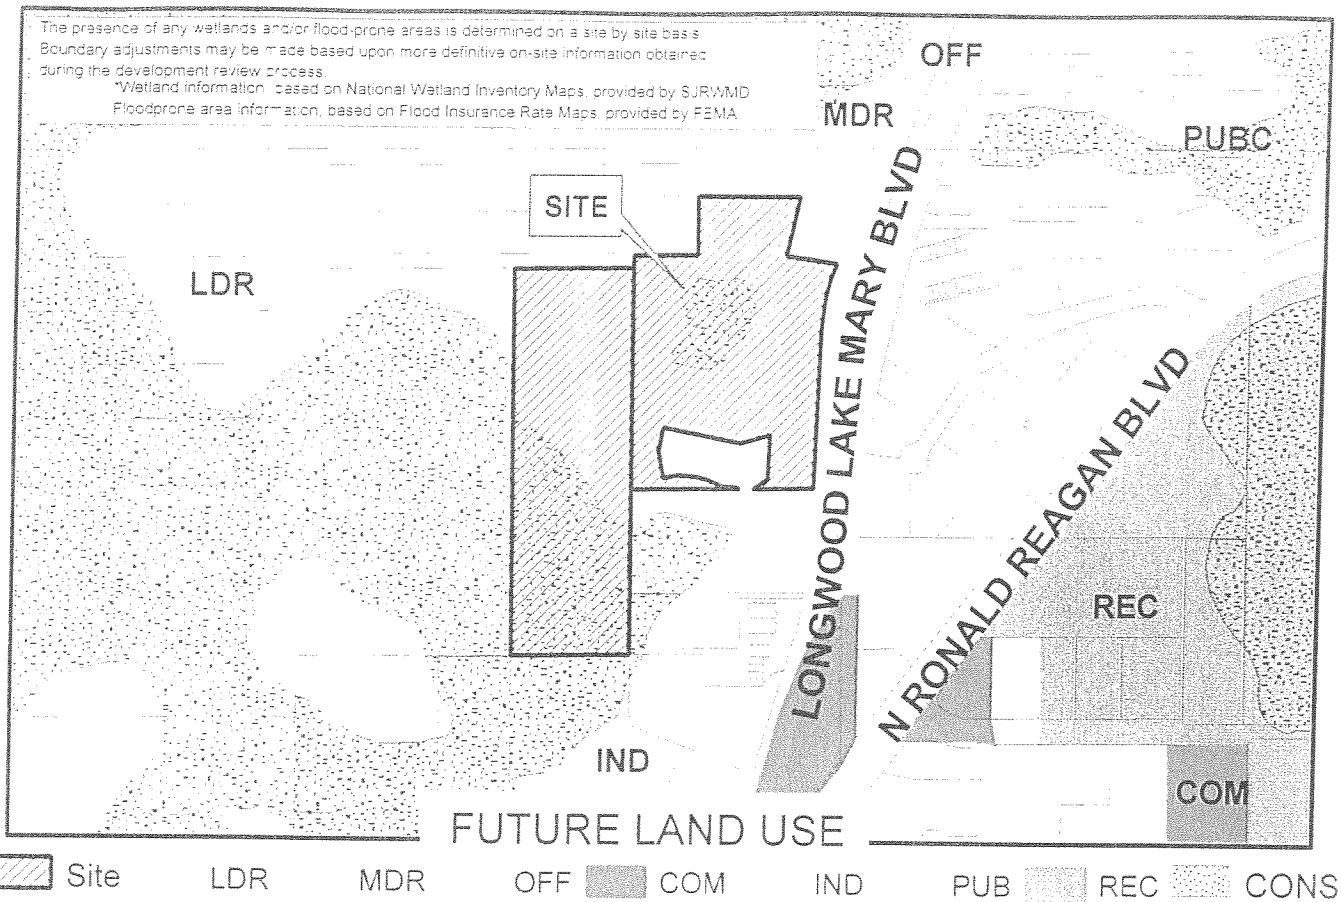 The presence of any wetlands and/or flood-prone areas is determined on a site by site basis.
Boundary adjustments may be made based upon more definitive on-site information obtained
during the development review process.
*Wetland information, based on National Wetland Inventory Maps, provided by SJRWMD
Floodprone area information, based on Flood Insurance Rate Maps, provided by FEMA
OFF
MDR
PUBC
SITE
LDR
LONGWOOD LAKE MARY BLVD
N RONALD REAGAN BLVD
REC
IND
COM
FUTURE LAND USE
Site LDR MDR OFF COM IND PUB REC CONS